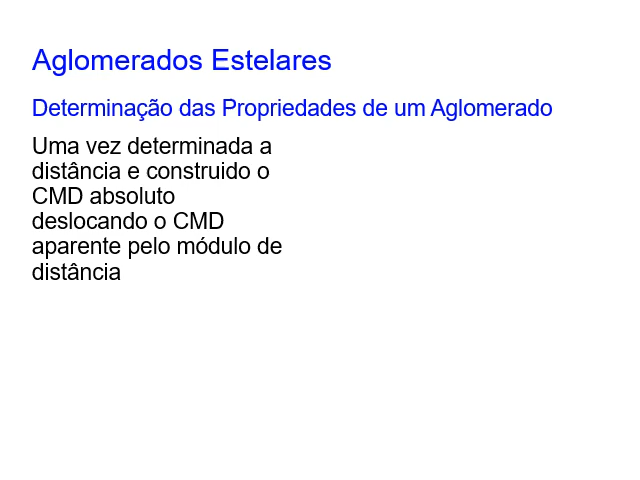 Aglomerados Estelares
Determinação das Propriedades de um Aglomerado
Uma vez determinada a
distância e construido o
CMD absoluto
deslocando o CMD
aparente pelo módulo de
distância